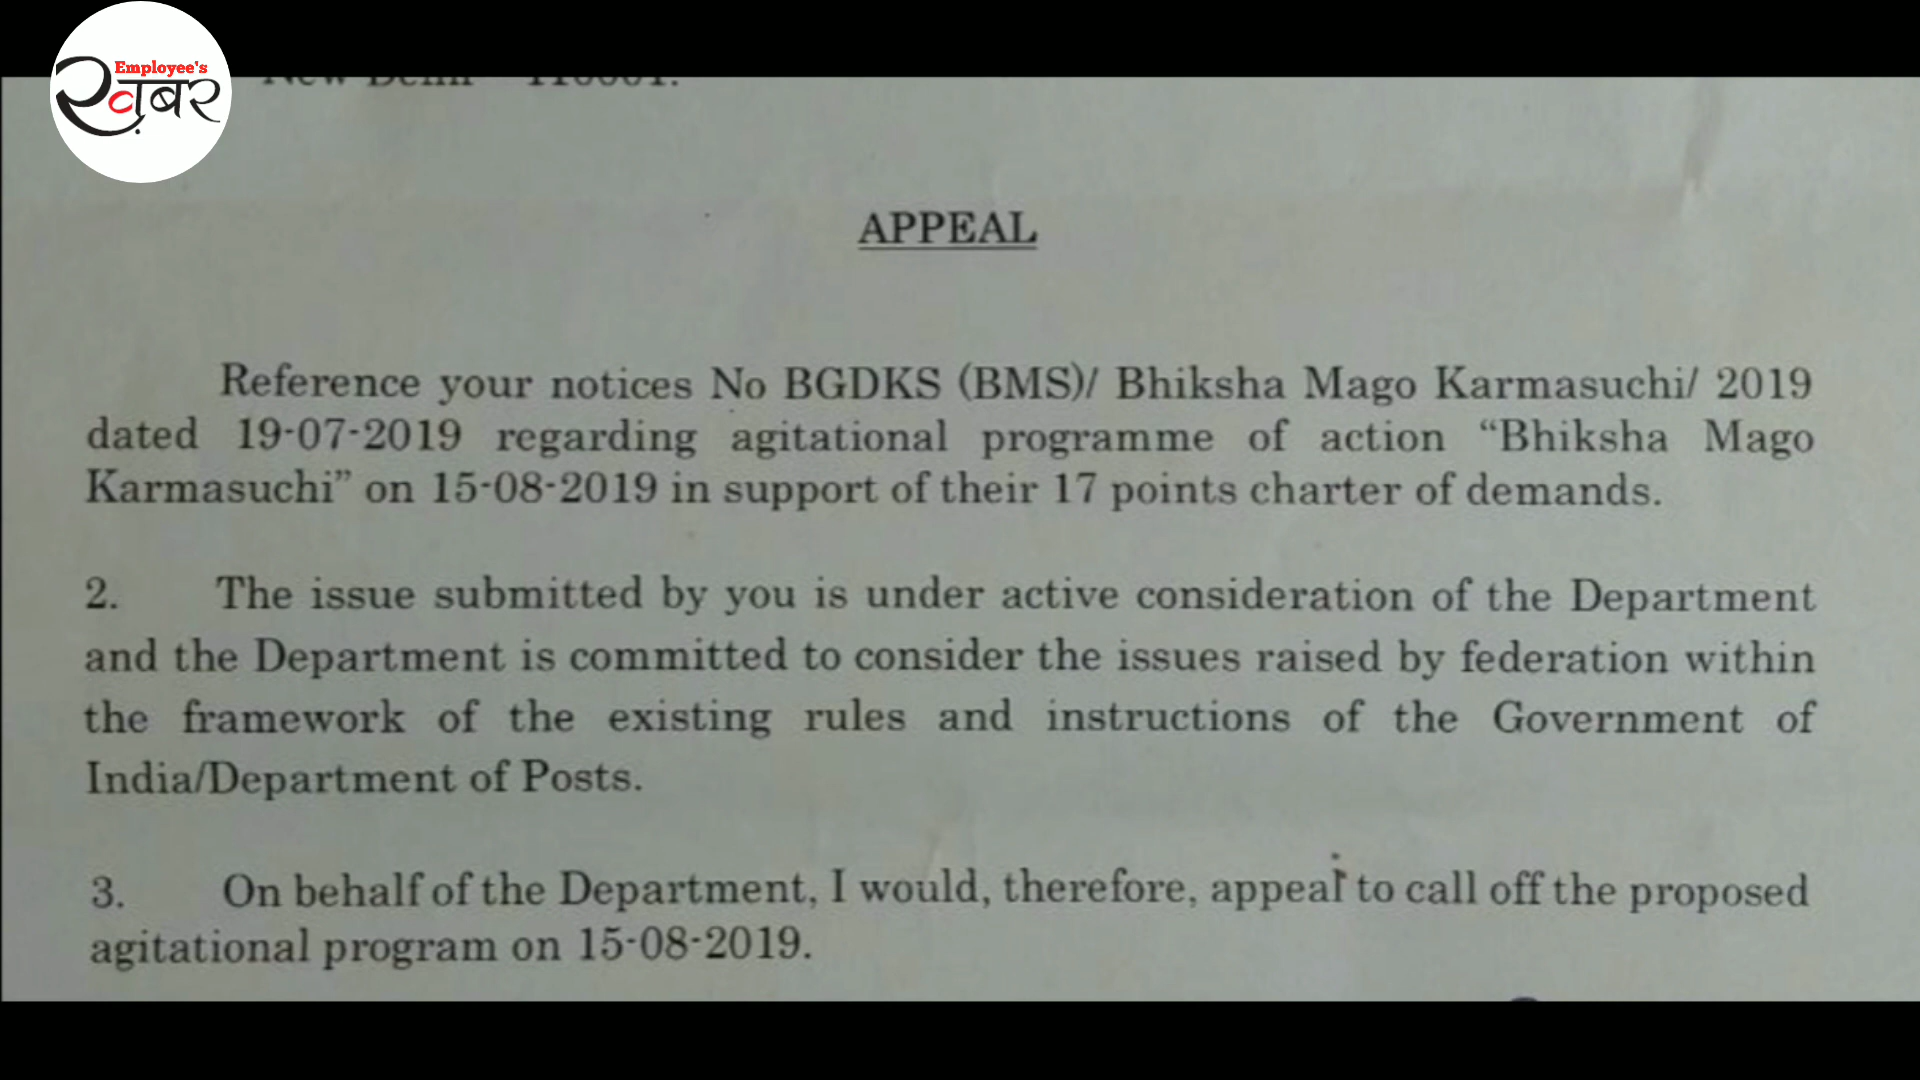 Employee's
ख़बर
New Delhi - 110001.
APPEAL
Reference your notices No BGDKS (BMS)/ Bhiksha Mago Karmasuchi/ 2019
dated 19-07-2019 regarding agitational programme of action “Bhiksha Mago
Karmasuchi” on 15-08-2019 in support of their 17 points charter of demands.
2. The issue submitted by you is under active consideration of the Department
and the Department is committed to consider the issues raised by federation within
the framework of the existing rules and instructions of the Government of
India/Department of Posts.
3. On behalf of the Department, I would, therefore, appeal to call off the proposed
agitational program on 15-08-2019.